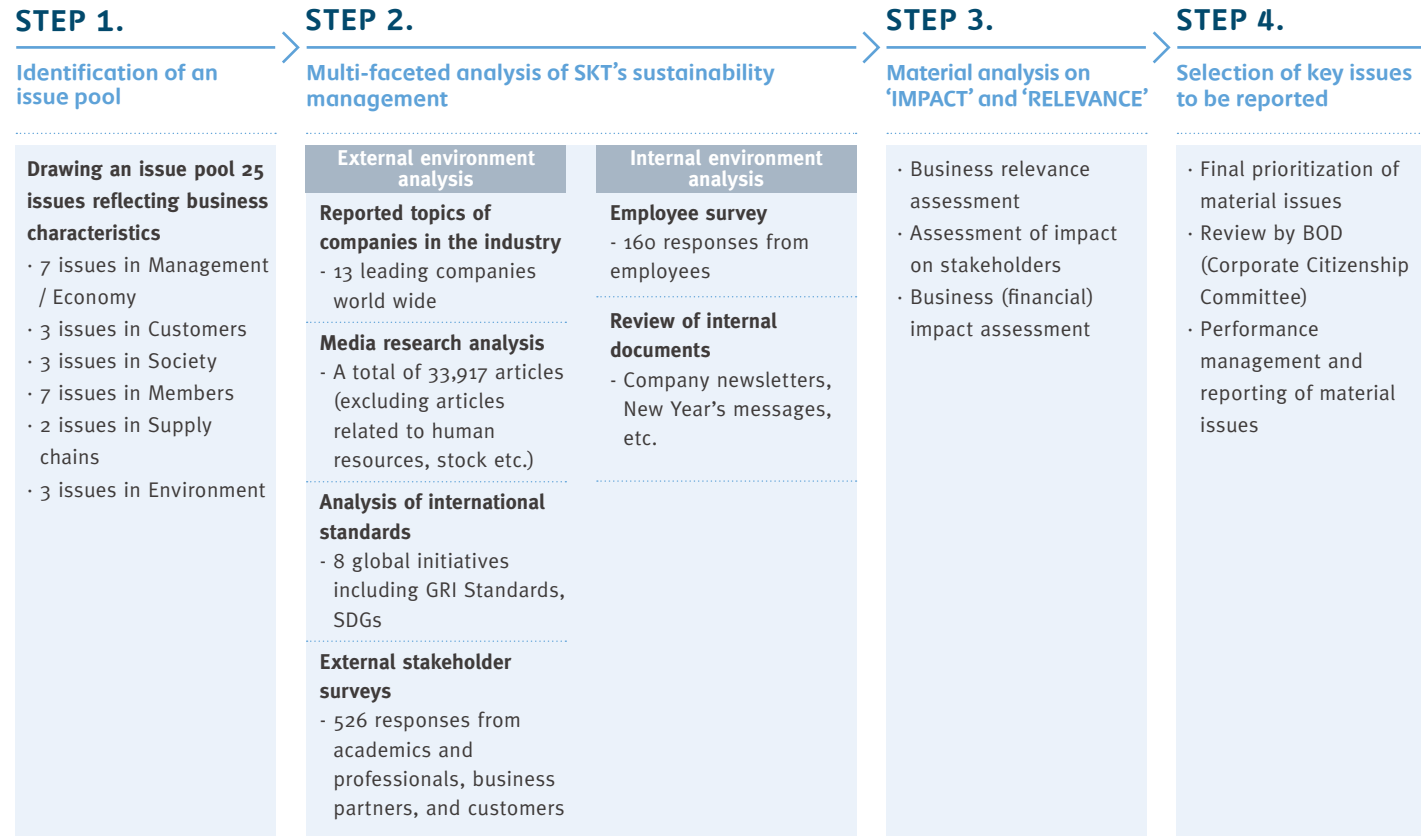 STEP 1.
Identification of an
issue pool
Drawing an issue pool 25
issues reflecting business
characteristics
· 7 issues in Management
/ Economy
· 3 issues in Customers
· 3 issues in Society
· 7 issues in Members
· 2 issues in Supply
chains
· 3 issues in Environment
STEP 2.
Multi-faceted analysis of SKT's sustainability
management
External environment
analysis
Reported topics of
companies in the industry
- 13 leading companies
world wide
Media research analysis
- A total of 33,917 articles
(excluding articles
related to human
resources, stock etc.)
Analysis of international
standards
- 8 global initiatives
including GRI Standards,
SDGs
External stakeholder
surveys
- 526 responses from
academics and
professionals, business
partners, and customers
Internal environment
analysis
Employee survey
- 160 responses from
employees
Review of internal
documents
- Company newsletters,
New Year's messages,
etc.
STEP 3.
Material analysis on
'IMPACT' and 'RELEVANCE'
· Business relevance
assessment
· Assessment of impact
on stakeholders
· Business (financial)
impact assessment
STEP 4.
Selection of key issues
to be reported
· Final prioritization of
material issues
· Review by BOD
(Corporate Citizenship
Committee)
· Performance
management and
reporting of material
issues